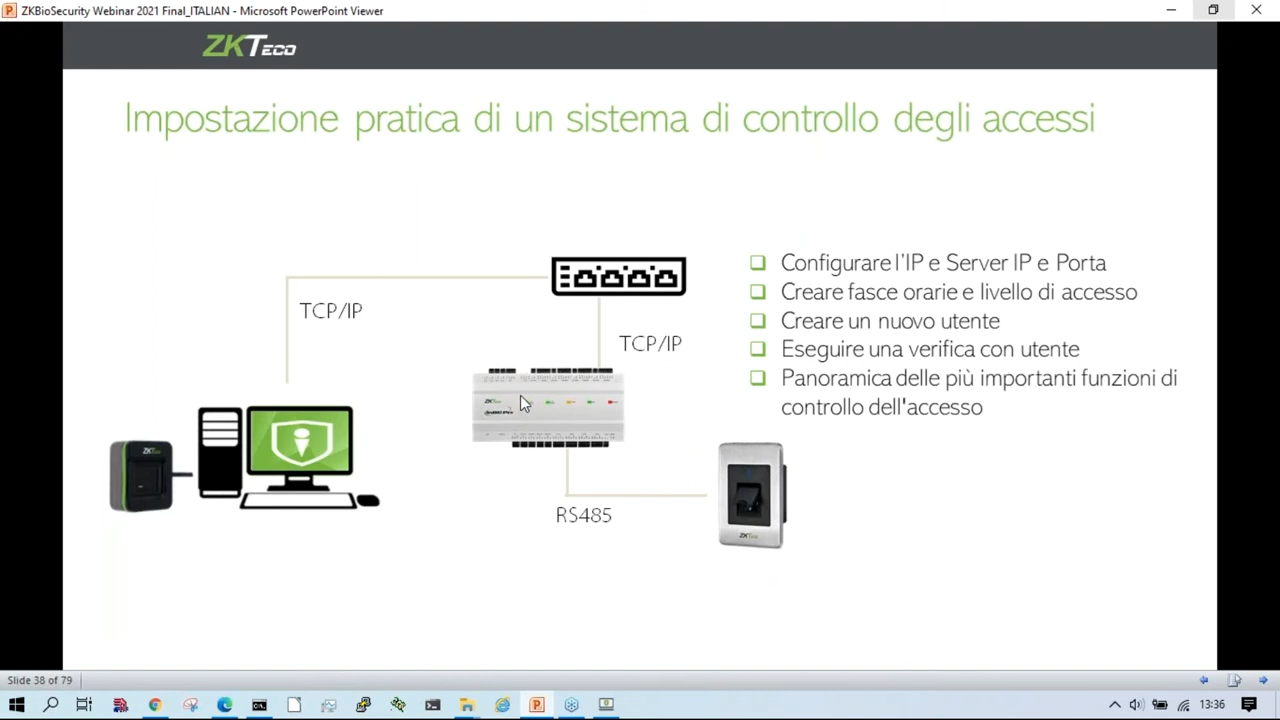 ZKBioSecurity Webinar 2021 Final_ITALIAN - Microsoft PowerPoint Viewer
ZKTeco
Impostazione pratica di un sistema di controllo degli accessi
TCP/IP
TCP/IP
RS485
ZKTeco
ZKTeco
ZKTeco
❑ Configurare l'IP e Server IP e Porta
❑ Creare fasce orarie e livello di accesso
❑ Creare un nuovo utente
❑ Eseguire una verifica con utente
❑ Panoramica delle più importanti funzioni di
controllo dell'accesso
Slide 38 of 79
13:36